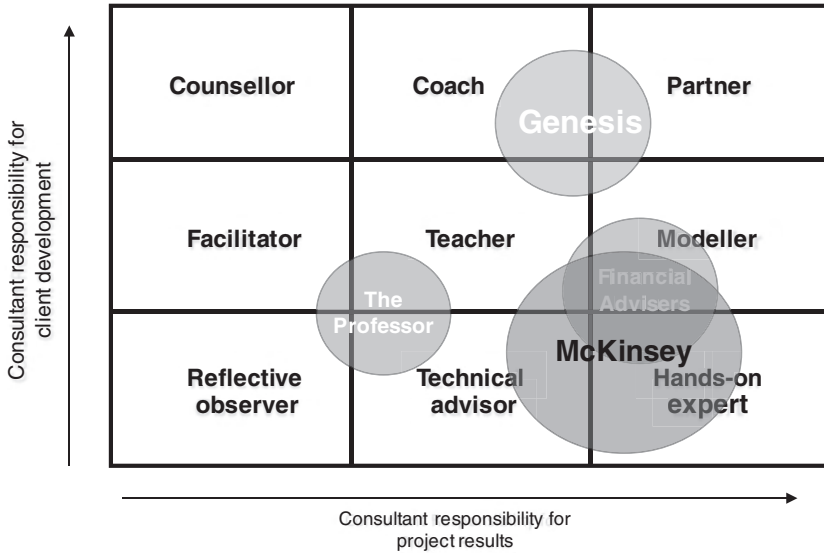 Consultant responsibility for
client development
Counsellor
Coach
Partner
Genesis
Facilitator
Teacher
Modeller
Financial
Advisers
The
Professor
McKinsey
Reflective
observer
Technical
advisor
Hands-on
expert
Consultant responsibility for
project results